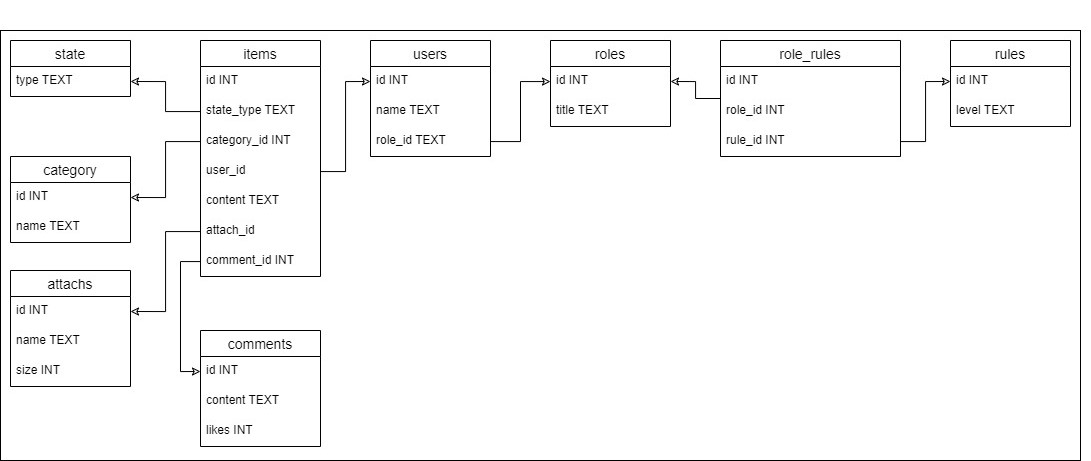 state
type TEXT
items
id INT
state_type TEXT
category_id INT
user_id
content TEXT
attach_id
comment_id INT
users
id INT
name TEXT
role_id TEXT
roles
id INT
title TEXT
role_rules
id INT
role_id INT
rule_id INT
rules
id INT
level TEXT
category
id INT
name TEXT
attachs
id INT
name TEXT
size INT
comments
id INT
content TEXT
likes INT